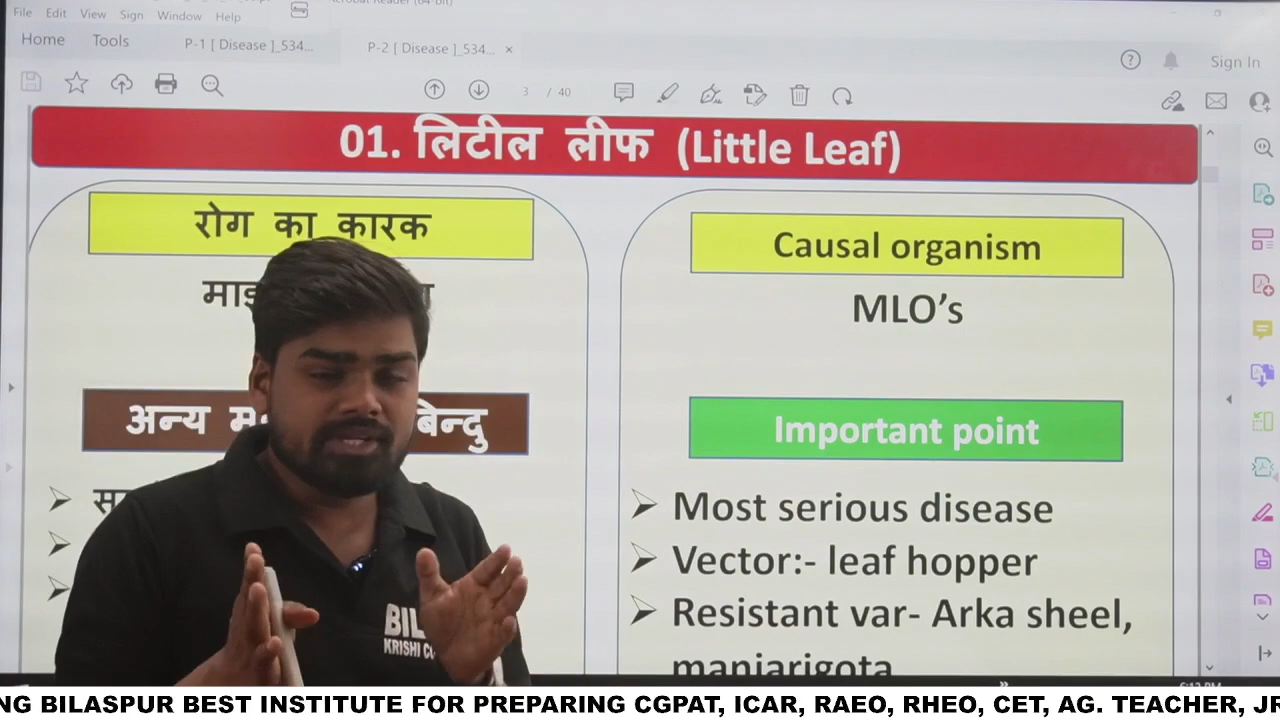 File Edit View Sign Window Help
Home Tools P-1 [ Disease ]_534... P-2 [ Disease ]_534... ×
Sign In
3 / 40
01. लिटील लीफ (Little Leaf)
रोग का कारक
Causal organism
MLO's
अन्य
बिन्दु
Important point
Most serious disease
Vector:- leaf hopper
Resistant var- Arka sheel,
manjarigota
BIL
KRISHI
NG BILASPUR BEST INSTITUTE FOR PREPARING CGPAT, ICAR, RAEO, RHEO, CET, AG. TEACHER, JR